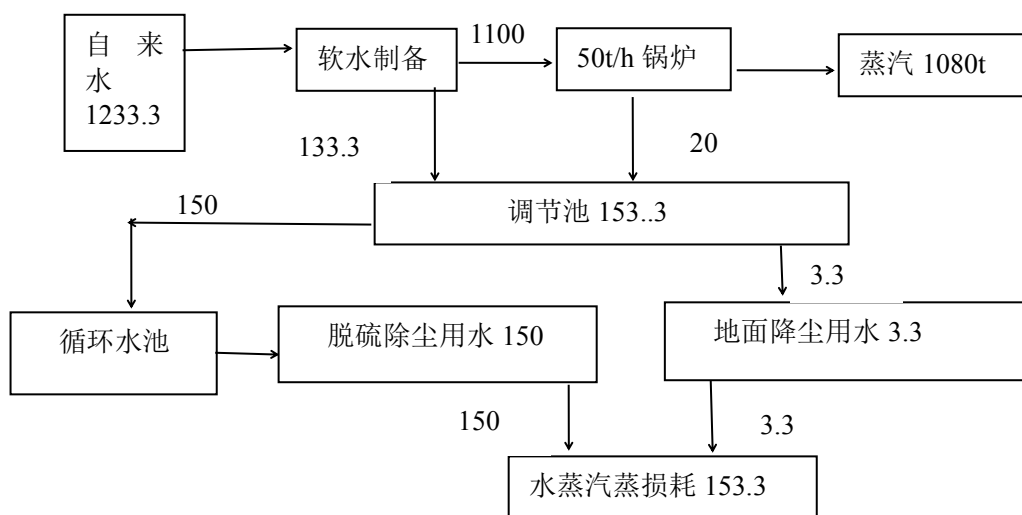 自 来
水
1233.3
软水制备
1100
50t/h 锅炉
蒸汽 1080t
133.3
20
150
调节池 153..3
3.3
循环水池
脱硫除尘用水 150
地面降尘用水 3.3
150
3.3
水蒸汽蒸损耗 153.3